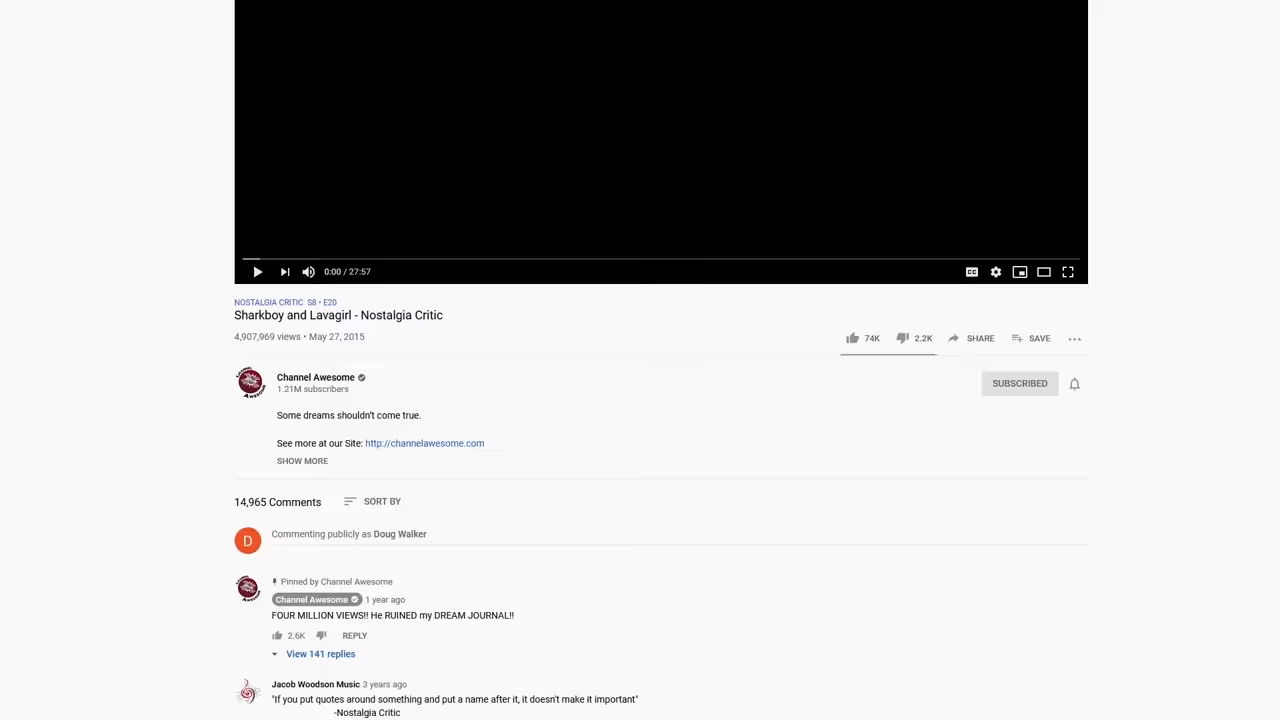 0:00 / 27:57
NOSTALGIA CRITIC S8 • E20
Sharkboy and Lavagirl - Nostalgia Critic
4,907,969 views • May 27, 2015
74K 2.2K SHARE SAVE
Channel Awesome
1.21M subscribers
SUBSCRIBED
Some dreams shouldn't come true.
See more at our Site: http://channelawesome.com
SHOW MORE
14,965 Comments SORT BY
D
Commenting publicly as Doug Walker
Pinned by Channel Awesome
Channel Awesome 1 year ago
FOUR MILLION VIEWS!! He RUINED my DREAM JOURNAL!!
2.6K REPLY
View 141 replies
Jacob Woodson Music 3 years ago
"If you put quotes around something and put a name after it, it doesn't make it important"
-Nostalgia Critic